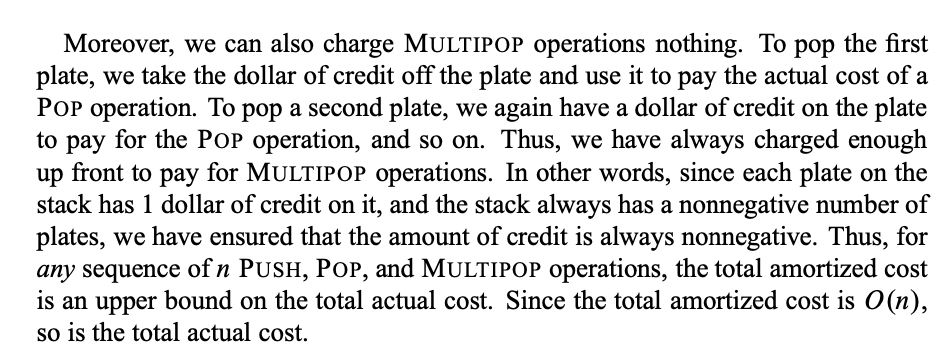 Moreover, we can also charge MULTIPOP operations nothing. To pop the first
plate, we take the dollar of credit off the plate and use it to pay the actual cost of a
POP operation. To pop a second plate, we again have a dollar of credit on the plate
to pay for the POP operation, and so on. Thus, we have always charged enough
up front to pay for MULTIPOP operations. In other words, since each plate on the
stack has 1 dollar of credit on it, and the stack always has a nonnegative number of
plates, we have ensured that the amount of credit is always nonnegative. Thus, for
any sequence of n PUSH, POP, and MULTIPOP operations, the total amortized cost
is an upper bound on the total actual cost. Since the total amortized cost is O(n),
so is the total actual cost.